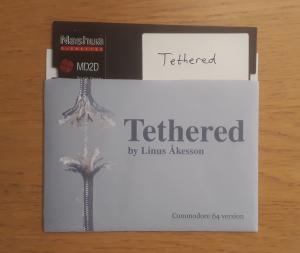 Nashua
MD2D
Tethered
Tethered
by Linus Åkesson
Commodore 64 version